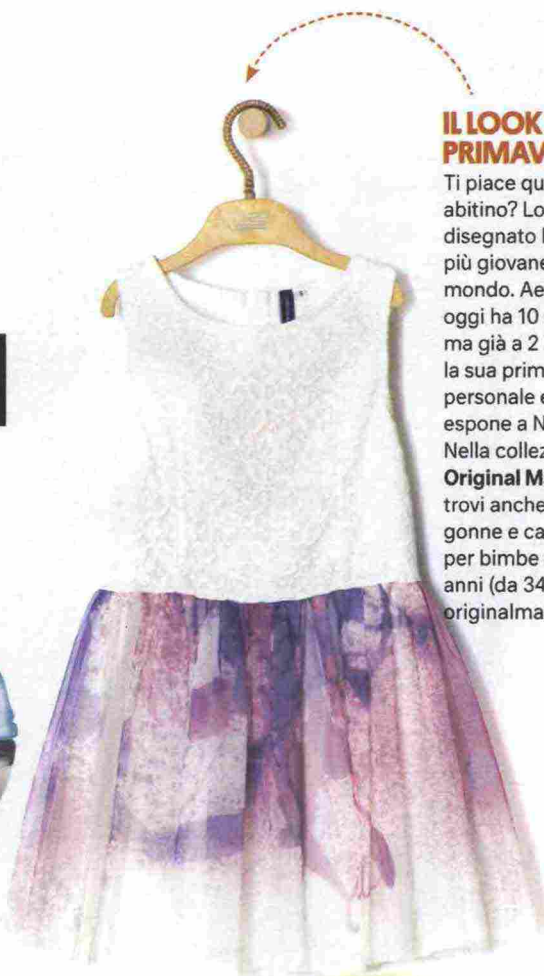 IL LOOK
PRIMAV
Ti piace qu
abitino? Lo
disegnato l
più giovane
mondo. Ae
oggi ha 10
ma già a 2
la sua prim
personale e
espone a N
Nella collez
Original Ma
trovi anche
gonne e ca
per bimbe
anni (da 34
originalma